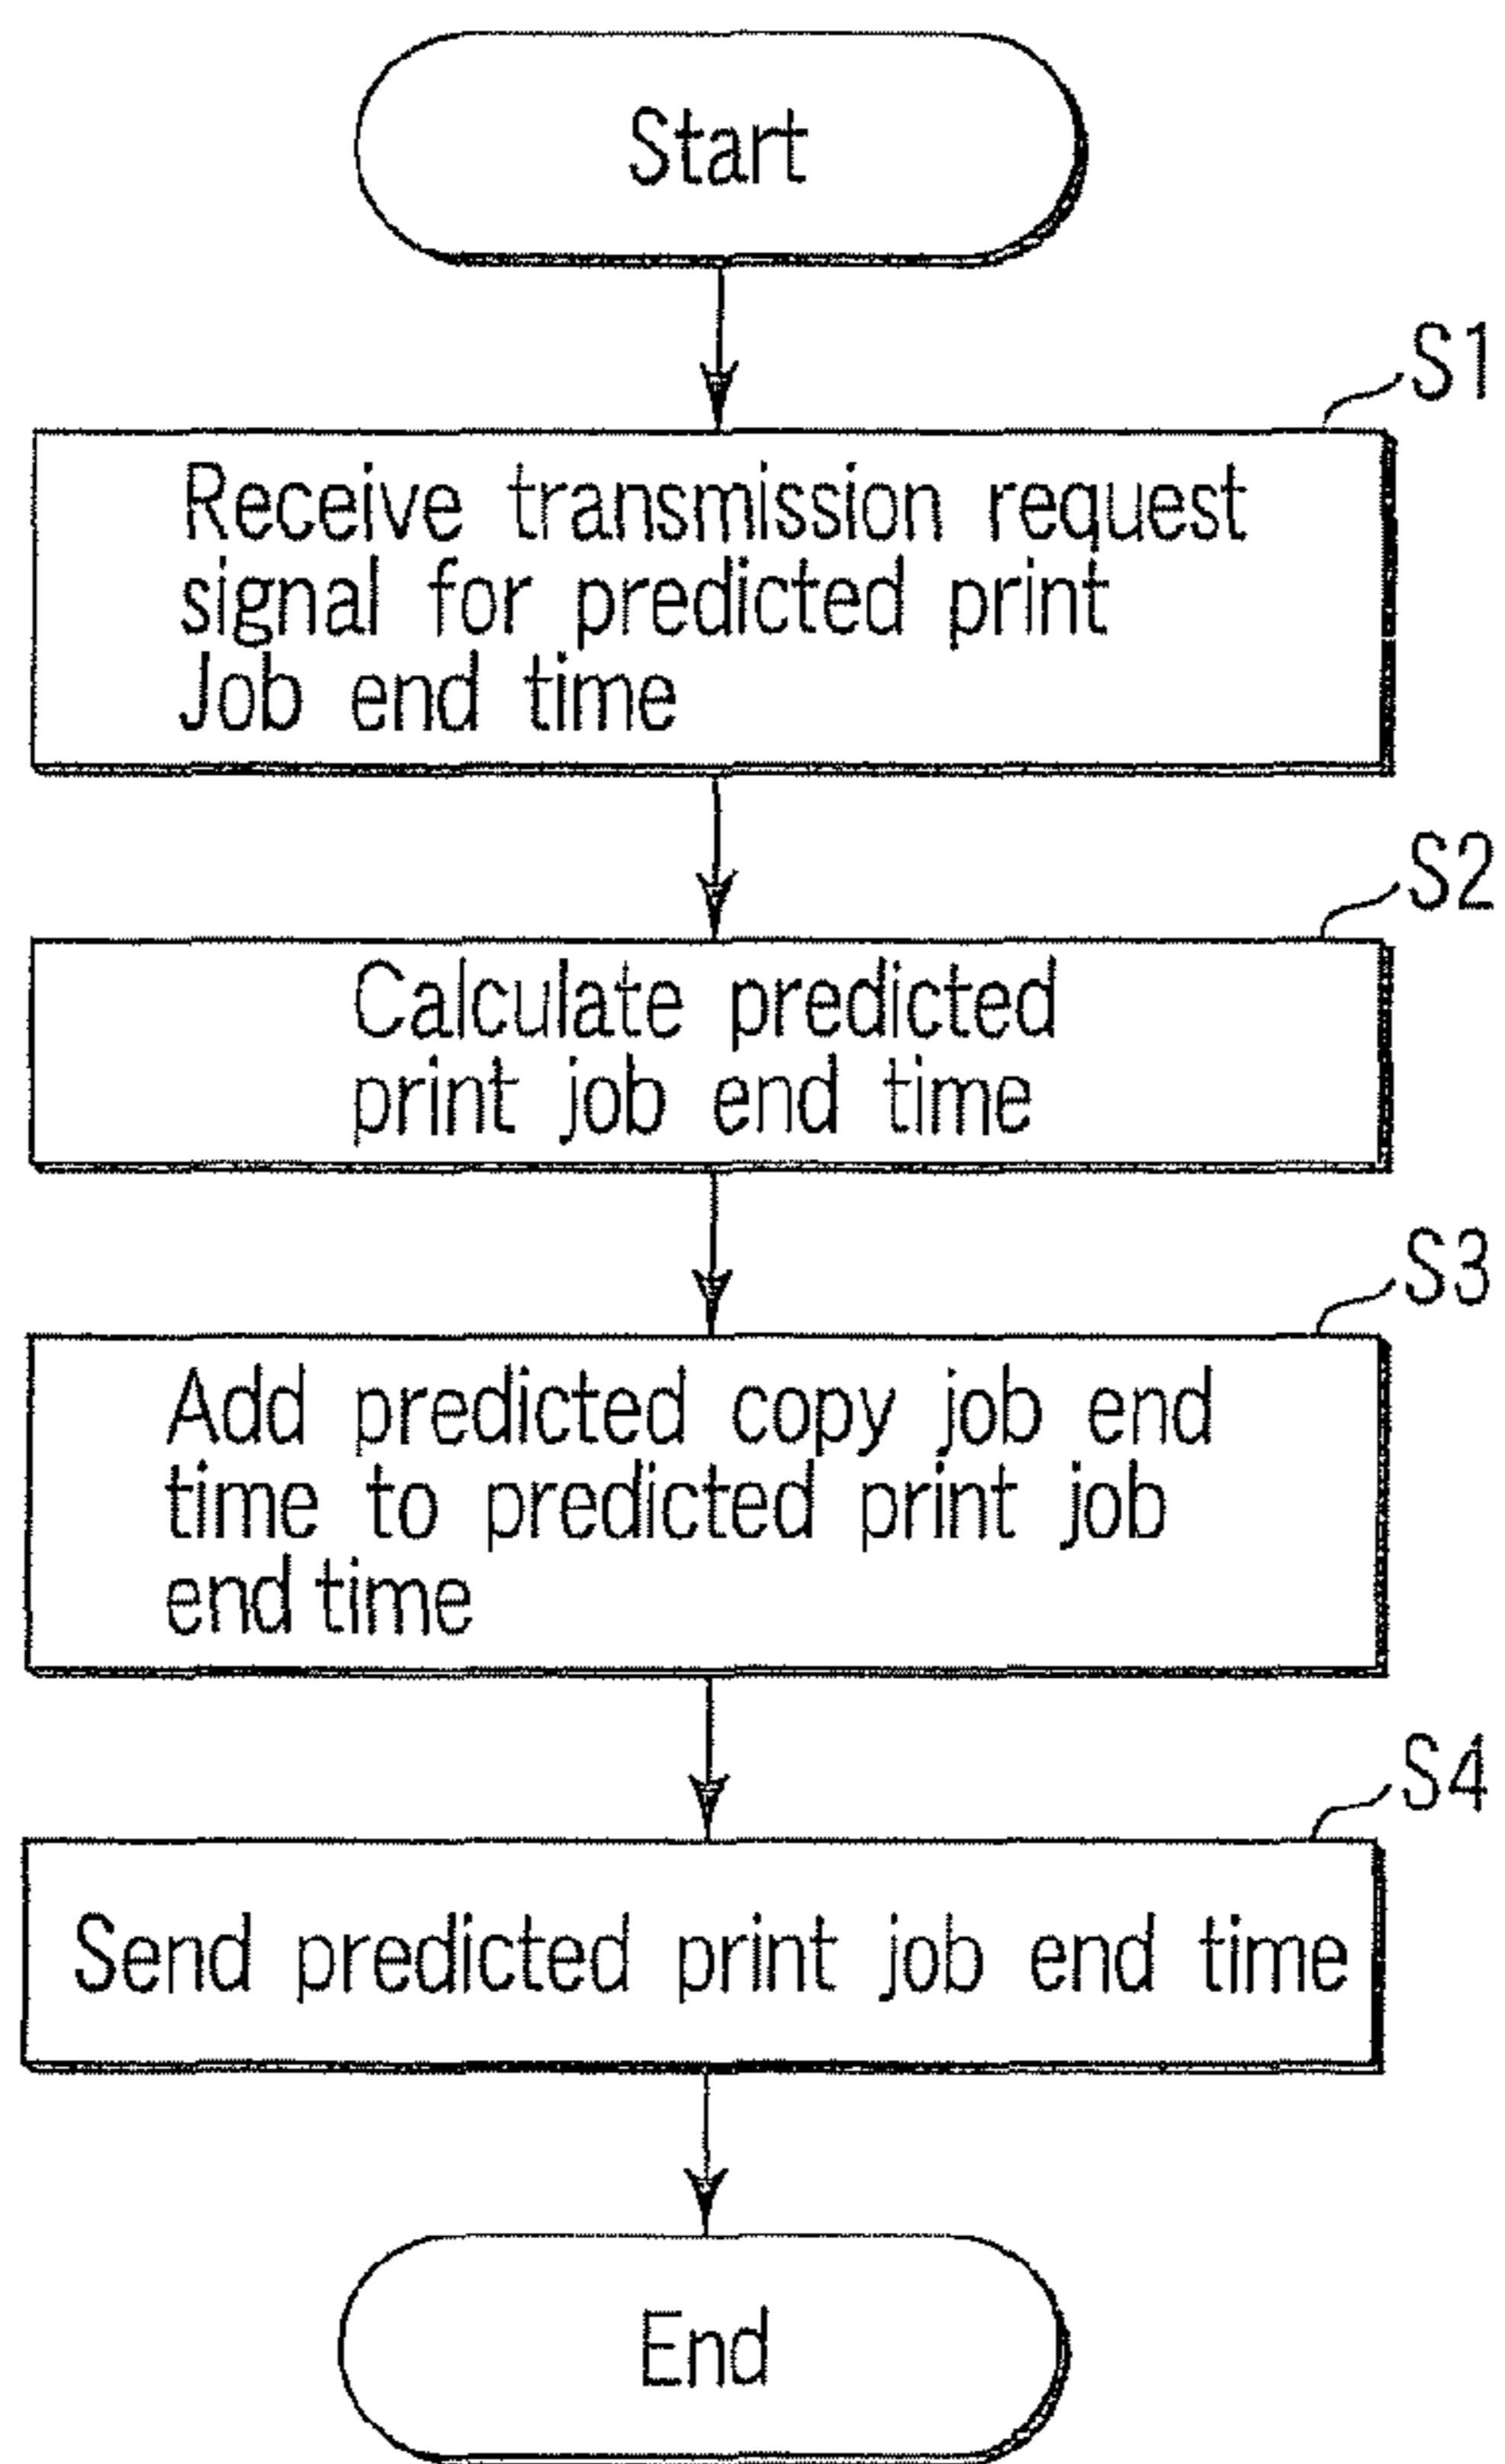 Start
S1
Receive transmission request
signal for predicted print
Job end time
S2
Calculate predicted
print job end time
S3
Add predicted copy job end
time to predicted print job
end time
S4
Send predicted print job end time
End